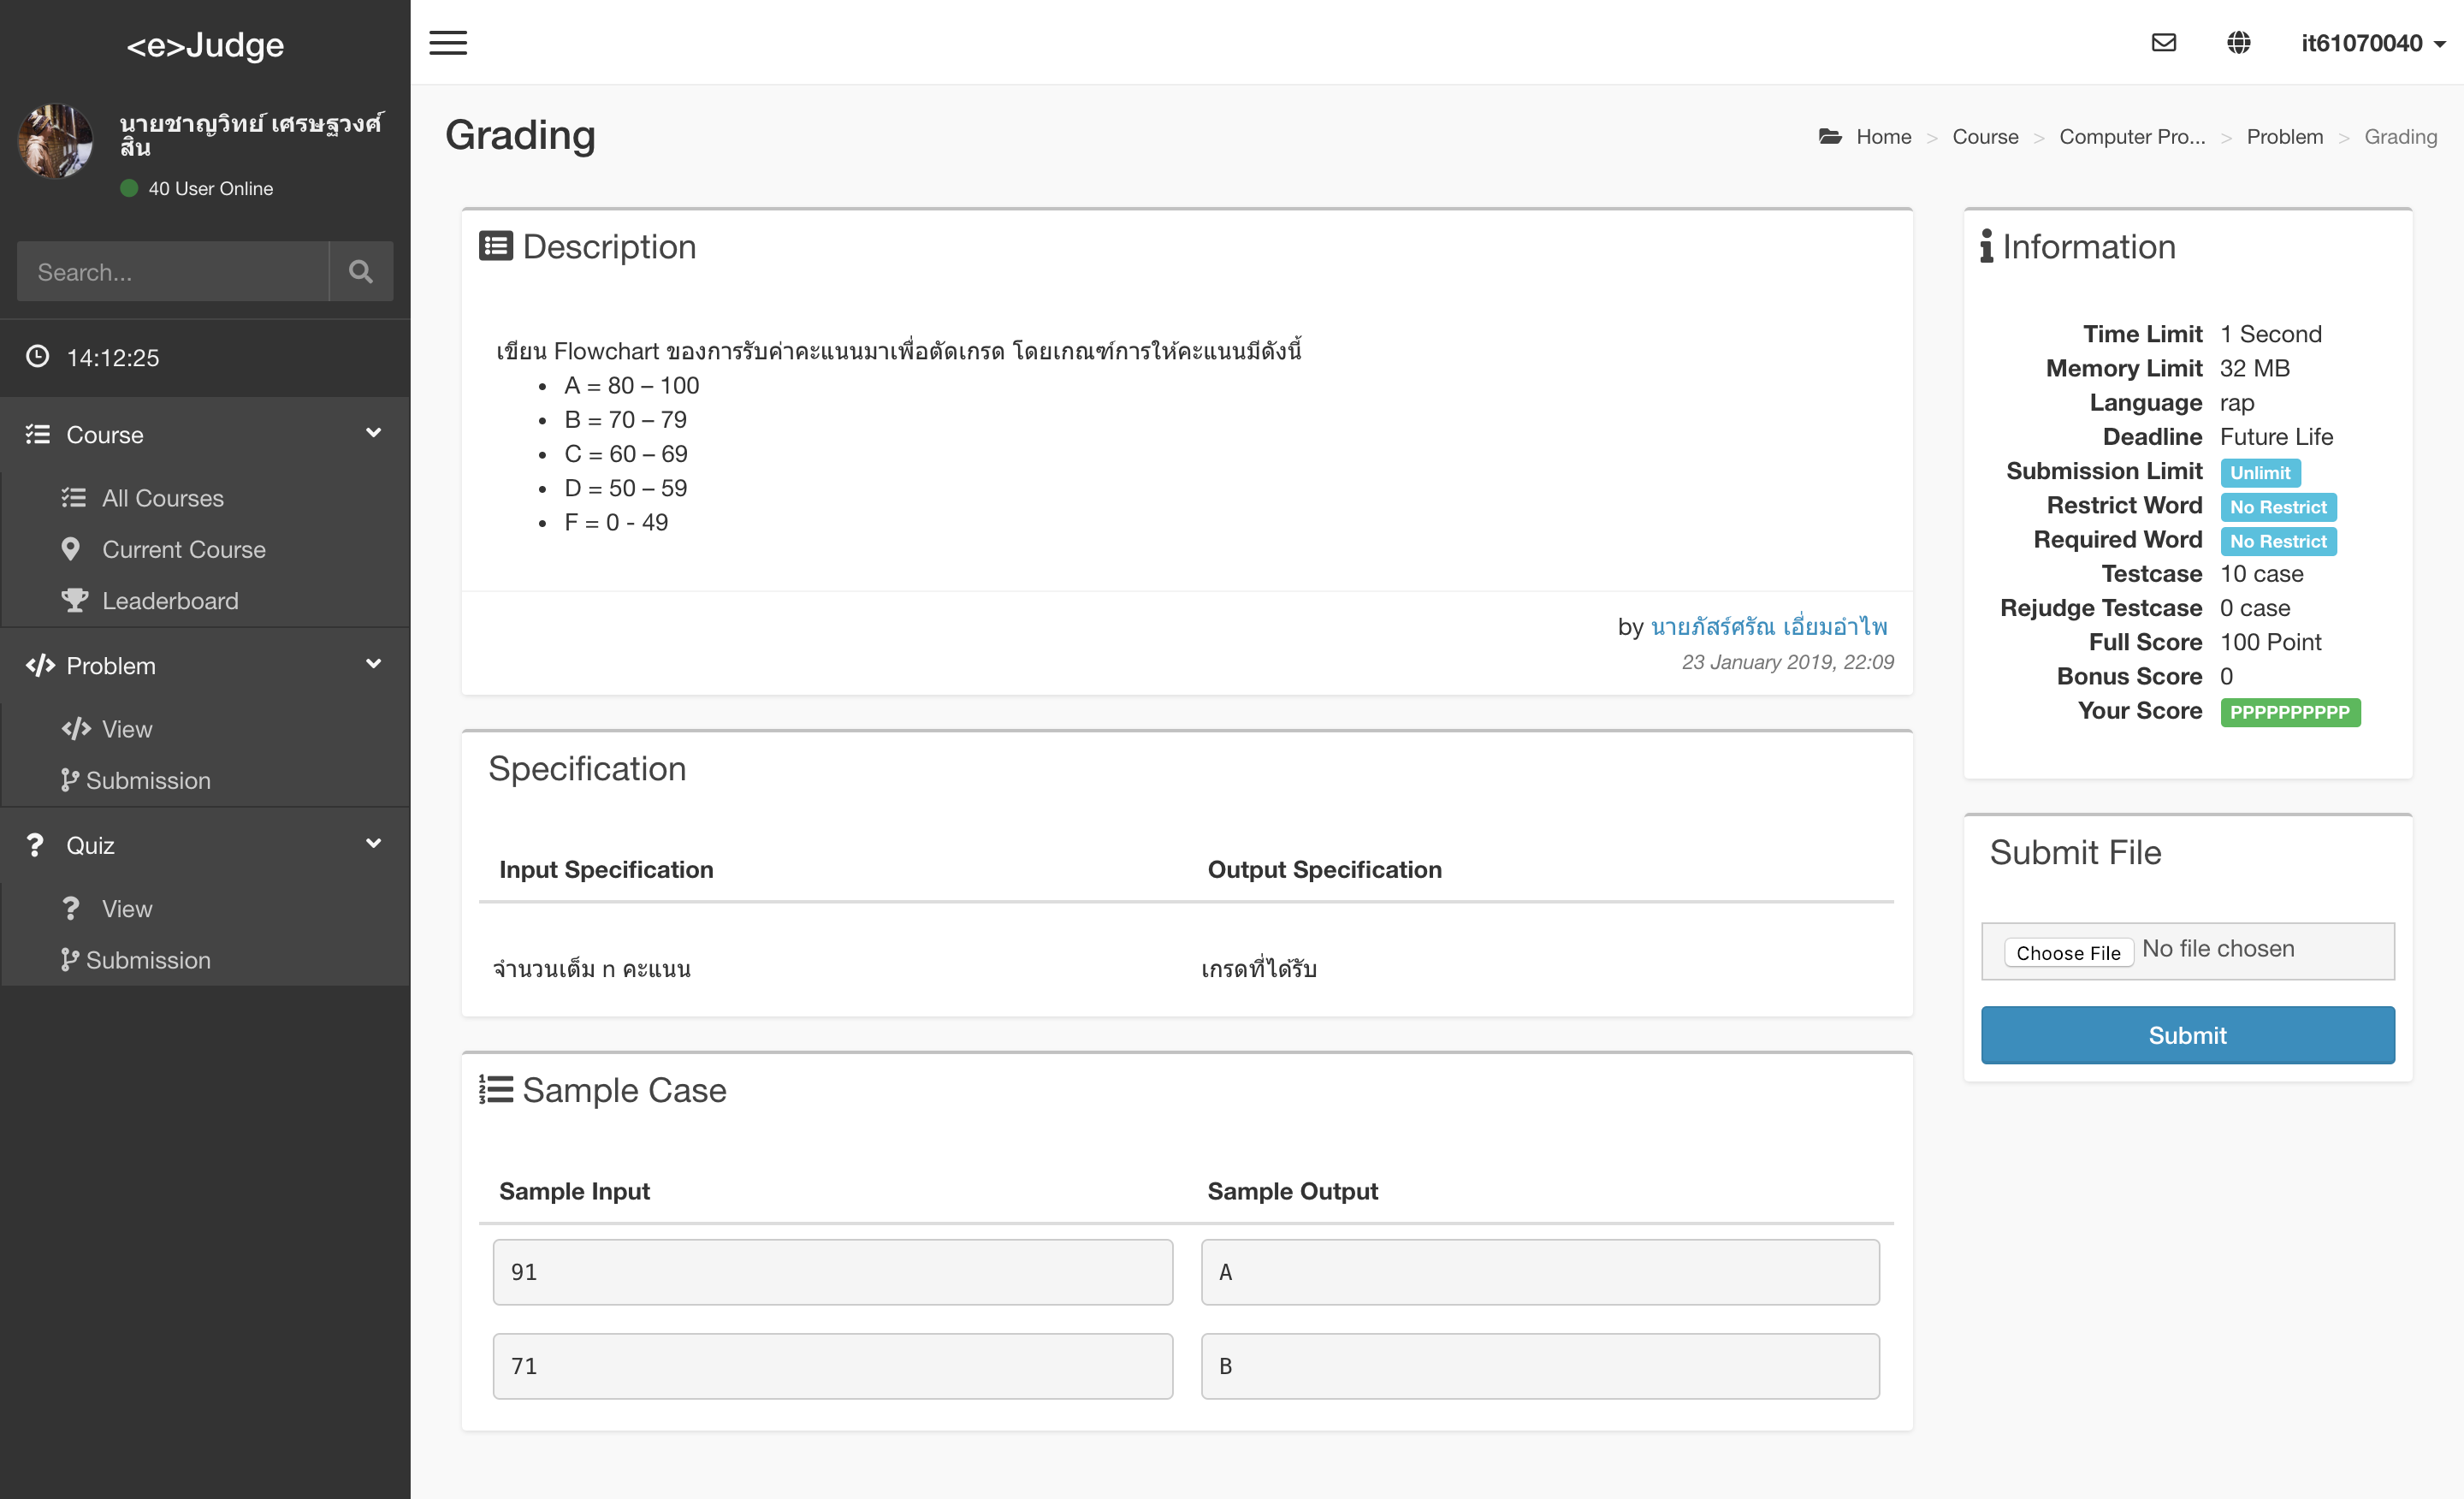 <e>Judge
นายชาญวิทย์ เศรษฐวงศ์
สิน
40 User Online
Search...
14:12:25
Course
All Courses
Current Course
Leaderboard
Problem
View
Submission
Quiz
View
Submission
it61070040
Grading
Home > Course > Computer Pro... > Problem > Grading
Description
เขียน Flowchart ของการรับค่าคะแนนมาเพื่อตัดเกรด โดยเกณฑ์การให้คะแนนมีดังนี้
• A = 80 – 100
• B = 70 – 79
• C = 60 – 69
• D = 50 – 59
• F = 0 - 49
by นายภัสร์ศรัณ เอี่ยมอำไพ
23 January 2019, 22:09
Specification
Input Specification Output Specification
จำนวนเต็ม n คะแนน เกรดที่ได้รับ
Sample Case
Sample Input Sample Output
91 A
71 B
Information
Time Limit 1 Second
Memory Limit 32 MB
Language rap
Deadline Future Life
Submission Limit Unlimit
Restrict Word No Restrict
Required Word No Restrict
Testcase 10 case
Rejudge Testcase 0 case
Full Score 100 Point
Bonus Score 0
Your Score PPPPPPPPPP
Submit File
Choose File No file chosen
Submit